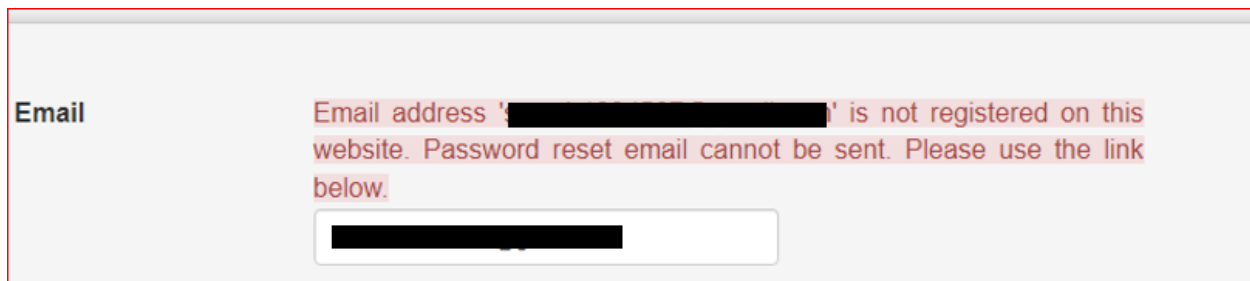 Email
Email address ' ' is not registered on this
website. Password reset email cannot be sent. Please use the link
below.